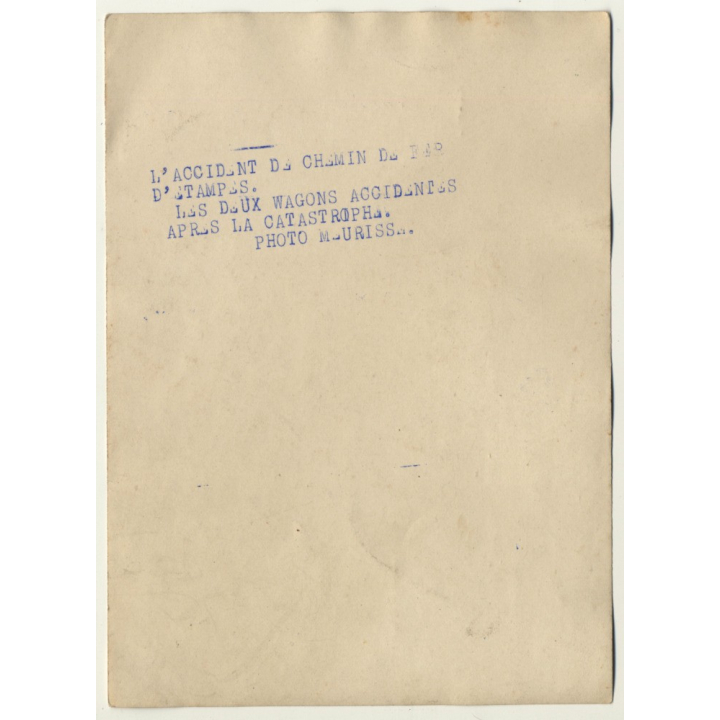 L'ACCIDENT DE CHEMIN DE FER
D'ETAMPES.
LES DEUX WAGONS ACCIDENTES
APRES LA CATASTROPHE.
PHOTO MEURISSE.